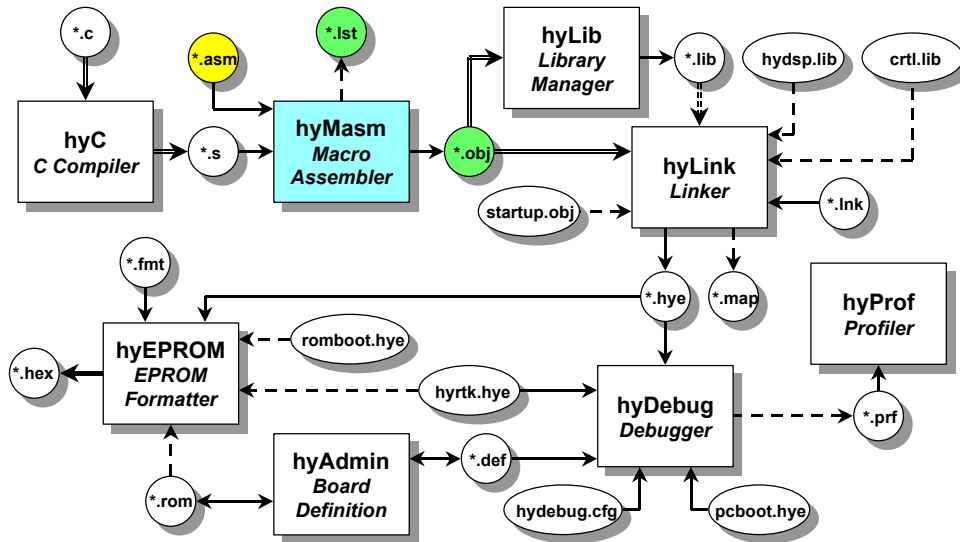 *.c
*.asm
*.lst
hyLib
Library
Manager
*.lib
hydsp.lib
crtl.lib
hyC
C Compiler
*.s
hyMasm
Macro
Assembler
*.obj
hyLink
Linker
startup.obj
*.lnk
*.fmt
*.hye
*.map
hyProf
Profiler
hyEPROM
EPROM
Formatter
romboot.hye
*.hex
hyrtk.hye
hyDebug
Debugger
*.prf
hyAdmin
Board
Definition
*.def
*.rom
hydebug.cfg
pcboot.hye